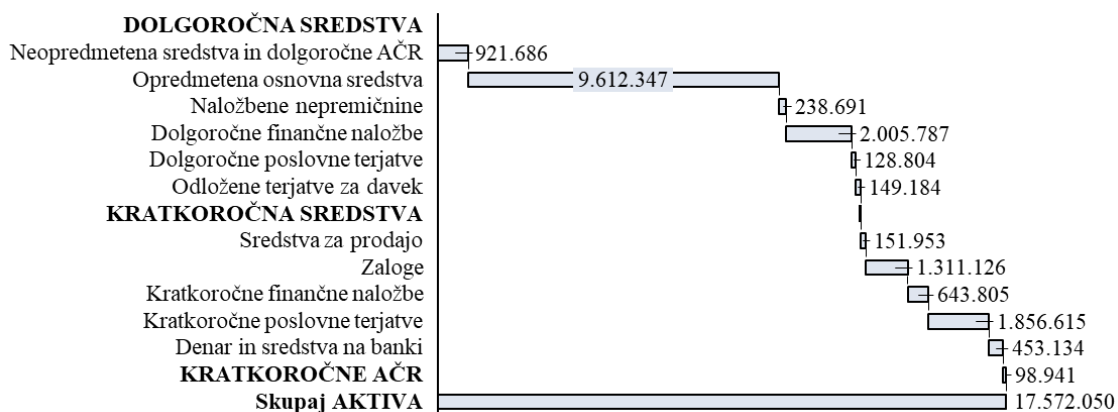 DOLGOROČNA SREDSTVA
Neopredmetena sredstva in dolgoročne AČR 921.686
Opredmetena osnovna sredstva 9.612.347
Naložbene nepremičnine 238.691
Dolgoročne finančne naložbe 2.005.787
Dolgoročne poslovne terjatve 128.804
Odložene terjatve za davek 149.184
KRATKOROČNA SREDSTVA
Sredstva za prodajo 151.953
Zaloge 1.311.126
Kratkoročne finančne naložbe 643.805
Kratkoročne poslovne terjatve 1.856.615
Denar in sredstva na banki 453.134
KRATKOROČNE AČR 98.941
Skupaj AKTIVA 17.572.050